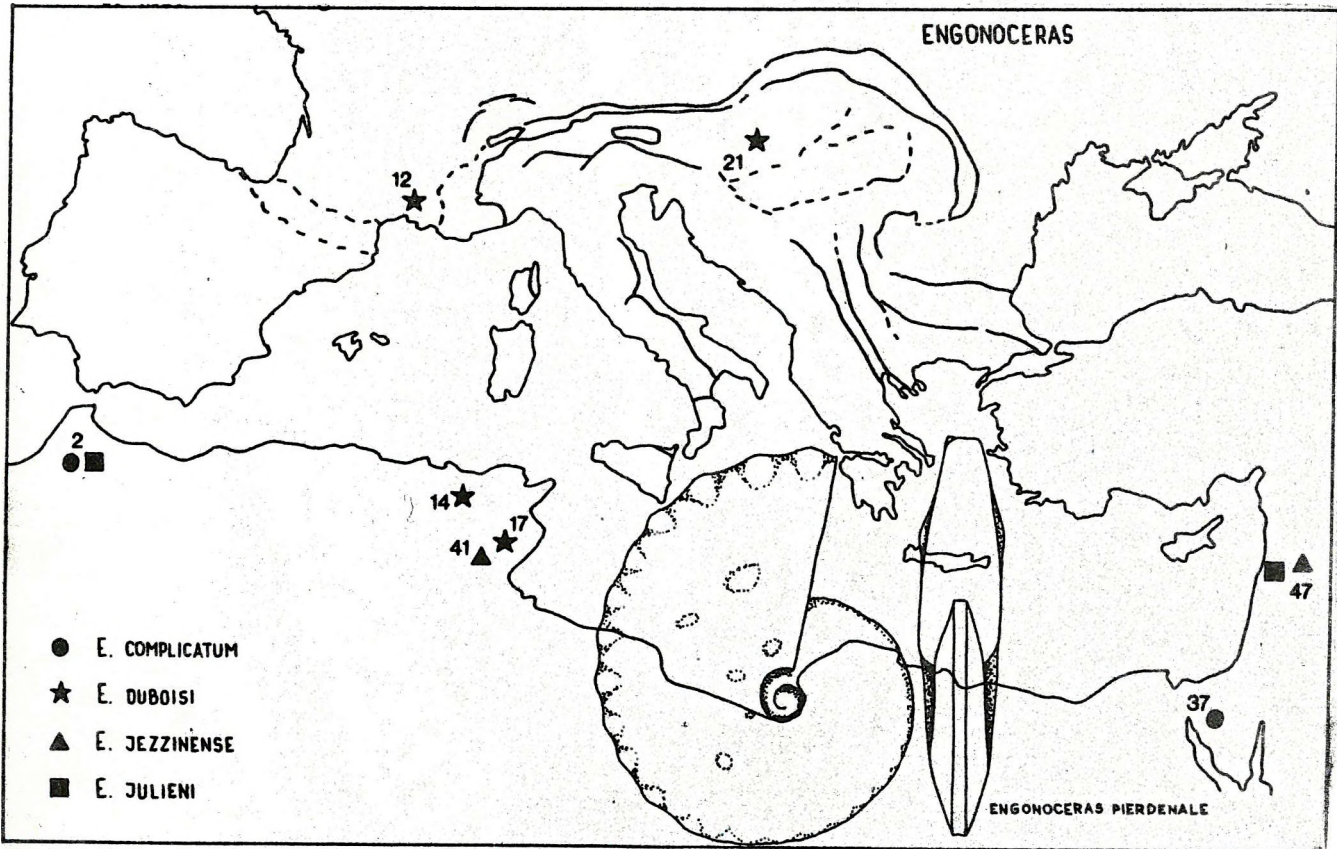 ENGONOCERAS
12
21
2
14
17
41
47
37
E. COMPLICATUM
E. DUBOISI
E. JEZZINENSE
E. JULIENI
ENGONOCERAS PIERDENALE